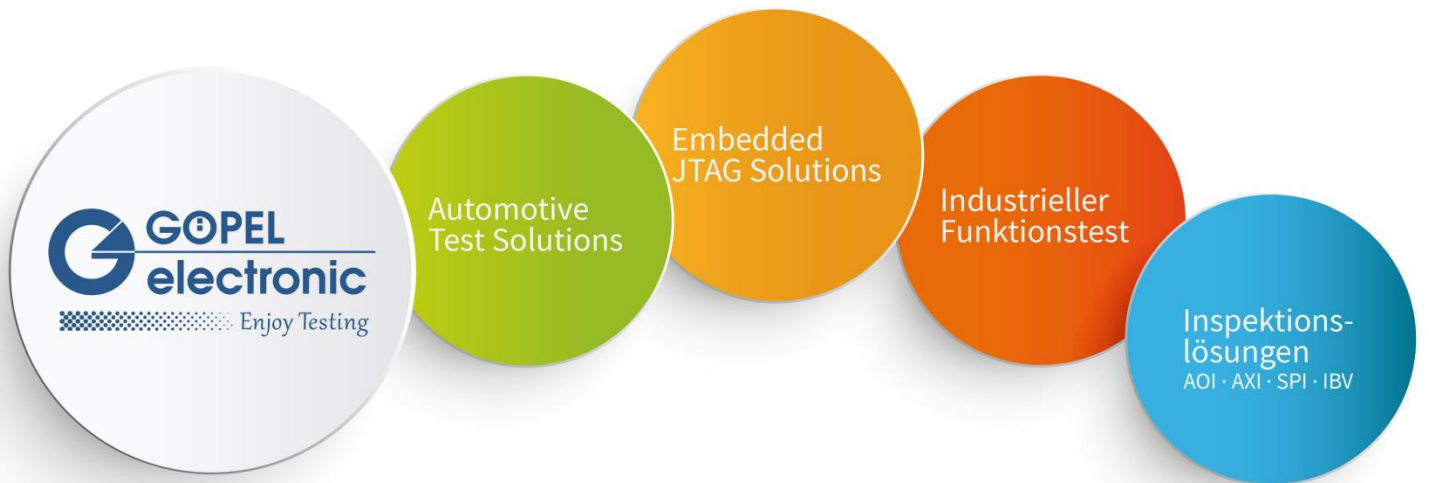 GÖPEL
electronic
Enjoy Testing
Automotive
Test Solutions
Embedded
JTAG Solutions
Industrieller
Funktionstest
Inspektions-
lösungen
AOI · AXI · SPI · IBV